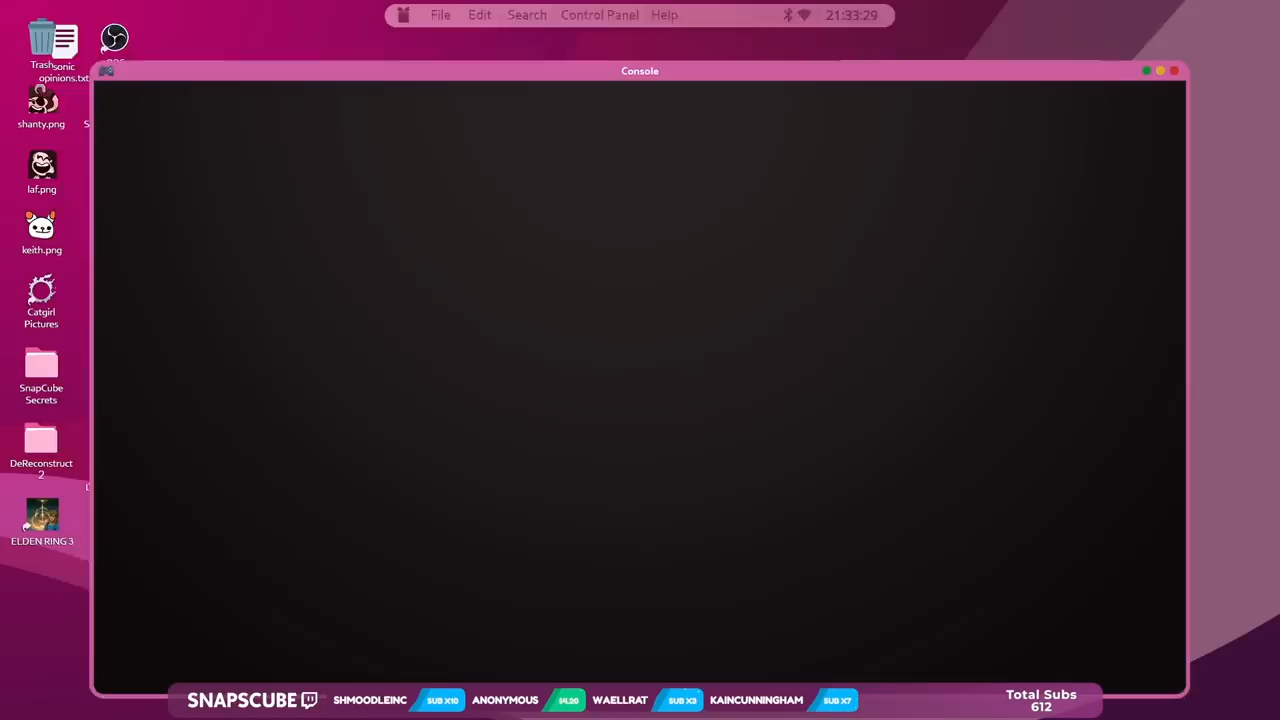 File Edit Search Control Panel Help 21:33:29
Trash
sonic
opinions.txt
Console
shanty.png
laf.png
keith.png
Catgirl
Pictures
SnapCube
Secrets
DeReconstruct
2
ELDEN RING 3
SNAPSCUBE SHMOODLEINC SUB X10 ANONYMOUS $4.20 WAELLRAT SUB X3 KAINCUNNINGHAM SUB X7
Total Subs
612